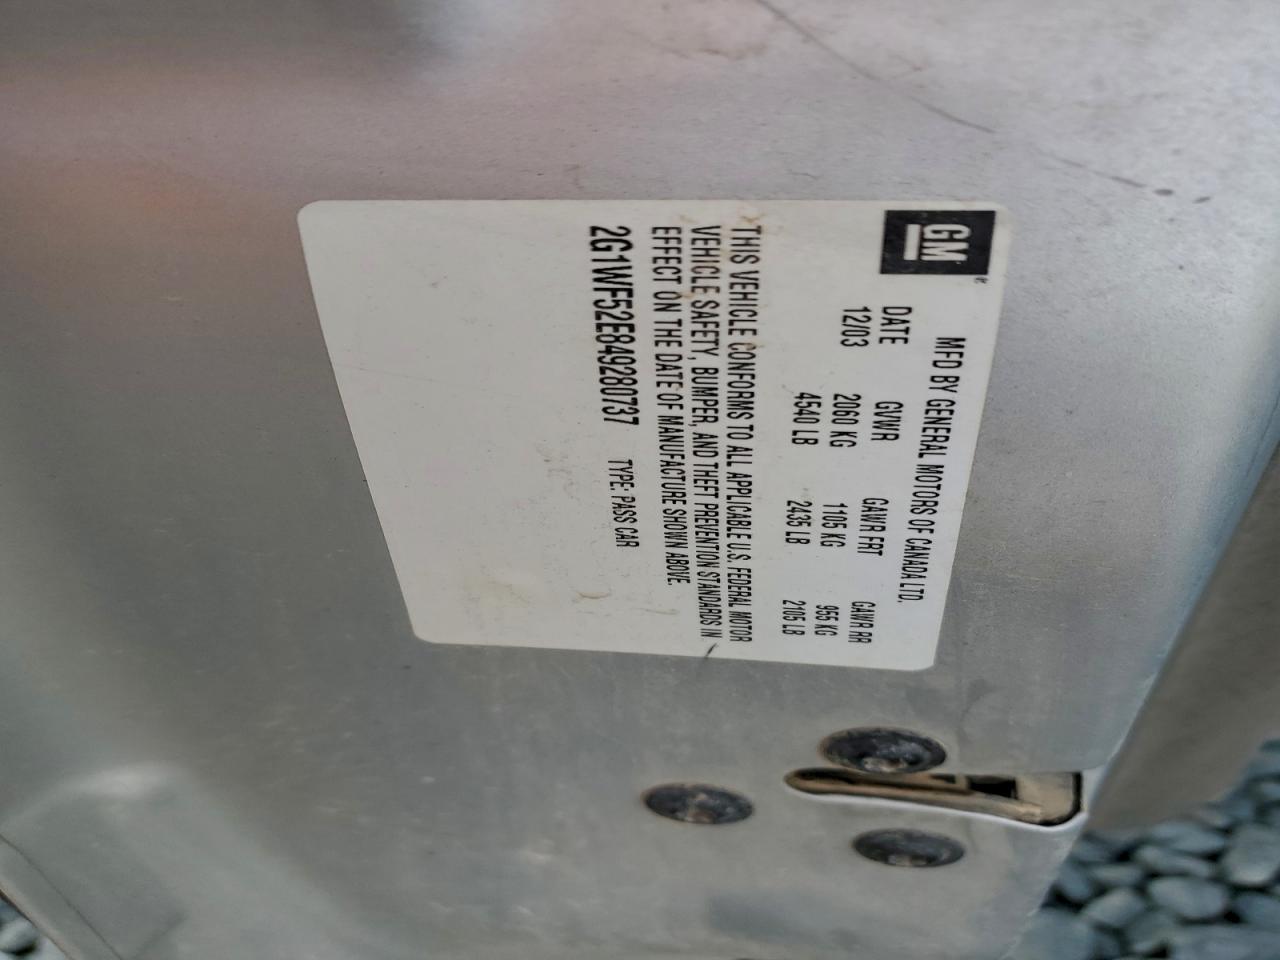 GM
MFD BY GENERAL MOTORS OF CANADA LTD.
DATE GVWR GAWR FRT GAWR RR
12/03 2060 KG 1105 KG 955 KG
4540 LB 2435 LB 2105 LB
THIS VEHICLE CONFORMS TO ALL APPLICABLE U.S. FEDERAL MOTOR
VEHICLE SAFETY, BUMPER, AND THEFT PREVENTION STANDARDS IN
EFFECT ON THE DATE OF MANUFACTURE SHOWN ABOVE.
2G1WF52E849280737 TYPE: PASS CAR